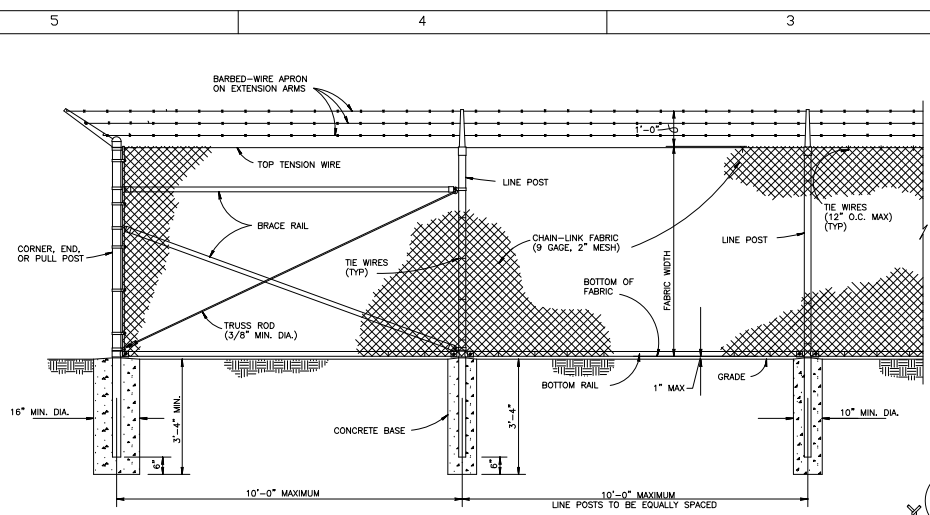 5 4 3
BARBED-WIRE APRON
ON EXTENSION ARMS
1'-0"
TOP TENSION WIRE
LINE POST
BRACE RAIL
CORNER, END,
OR PULL POST
TIE WIRES
(TYP)
CHAIN-LINK FABRIC
(9 GAGE, 2" MESH)
TIE WIRES
(12" O.C. MAX)
(TYP)
LINE POST
FABRIC WIDTH
BOTTOM OF
FABRIC
TRUSS ROD
(3/8" MIN. DIA.)
BOTTOM RAIL
1" MAX
GRADE
16" MIN. DIA.
3'-4" MIN.
6"
CONCRETE BASE
3'-4"
6"
10" MIN. DIA.
10'-0" MAXIMUM
10'-0" MAXIMUM
LINE POSTS TO BE EQUALLY SPACED